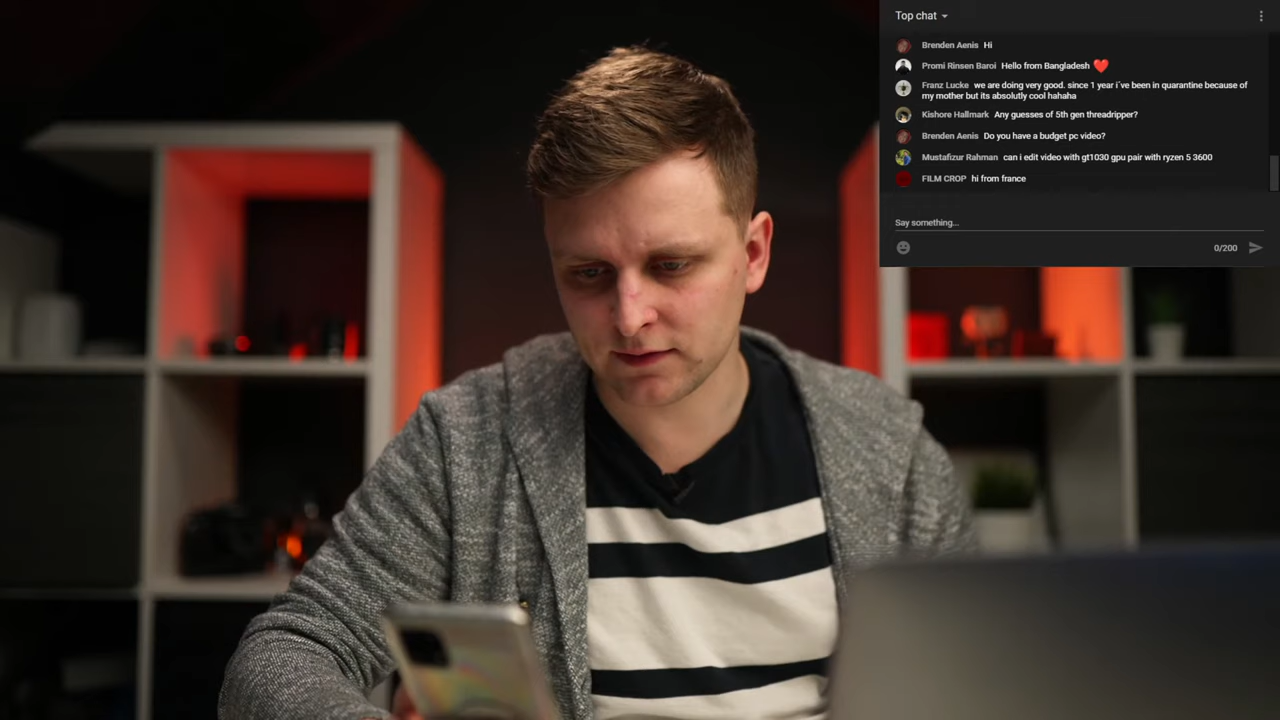 Top chat
Brenden Aenis Hi
Promi Rinsen Baroi Hello from Bangladesh ❤️
Franz Lucke we are doing very good. since 1 year i´ve been in quarantine because of
my mother but its absolutly cool hahaha
Kishore Hallmark Any guesses of 5th gen threadripper?
Brenden Aenis Do you have a budget pc video?
Mustafizur Rahman can i edit video with gt1030 gpu pair with ryzen 5 3600
FILM CROP hi from france
Say something...
0/200